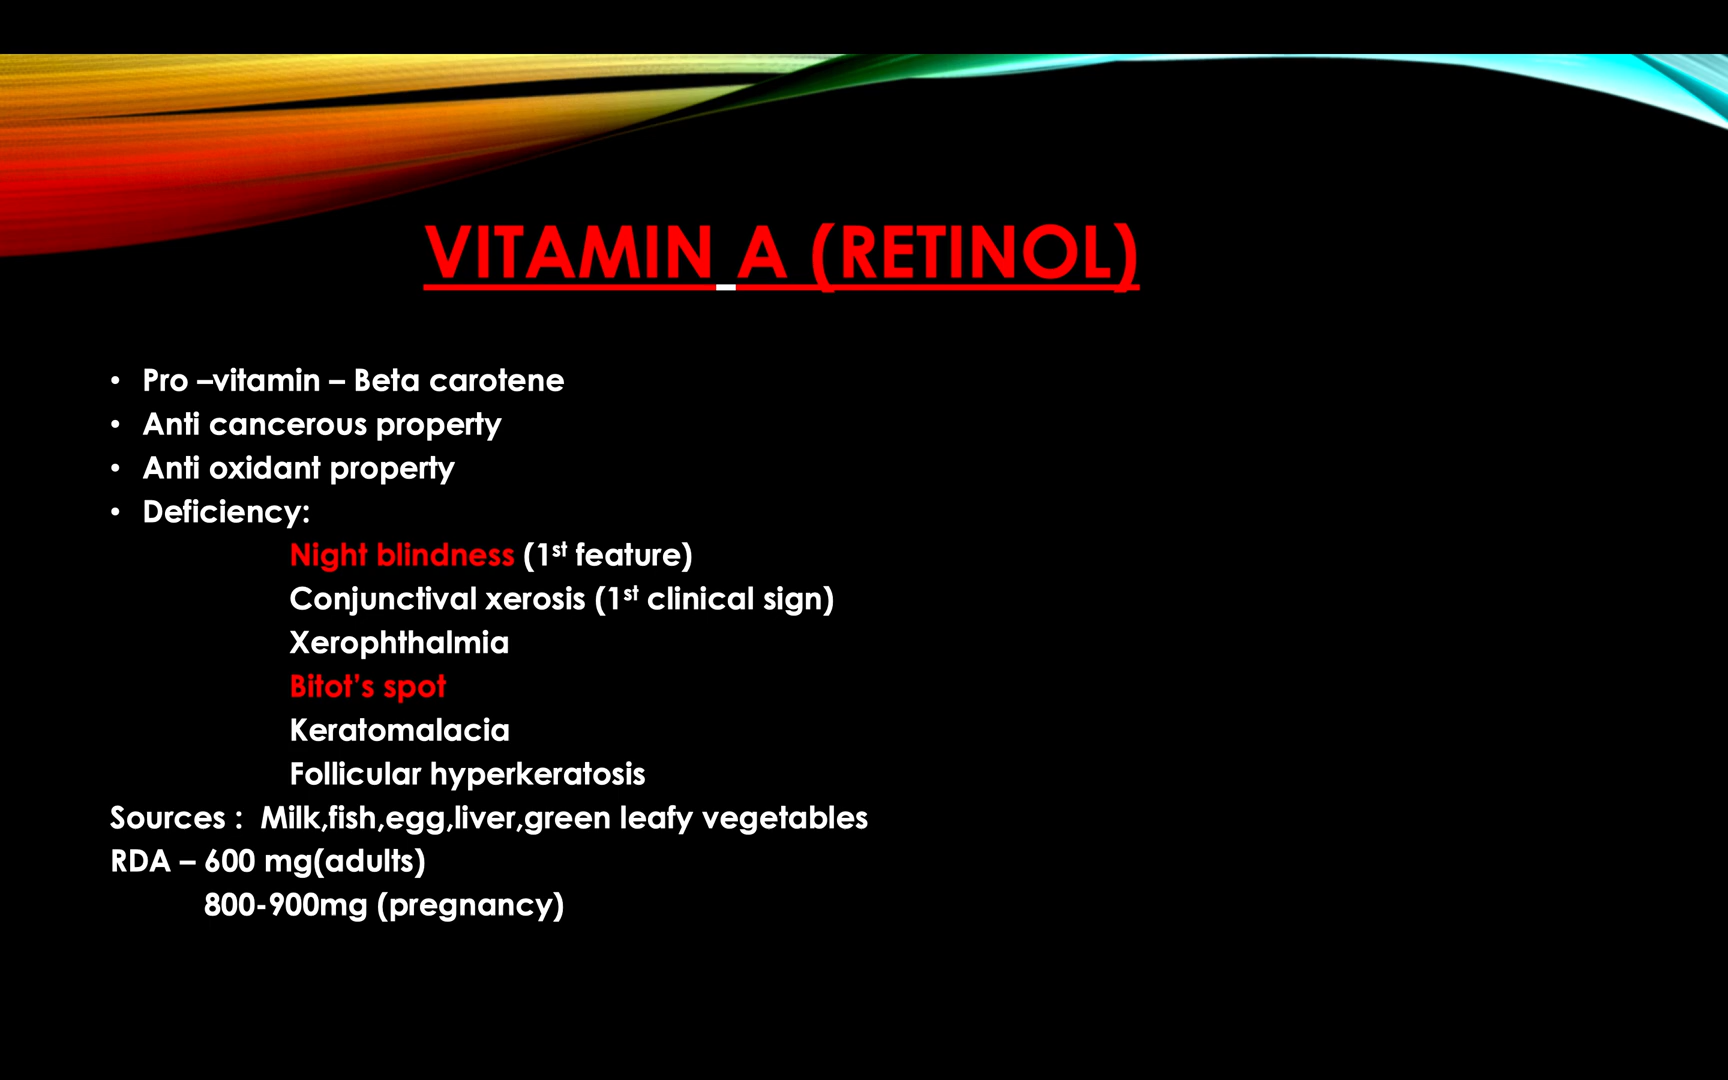 VITAMIN A (RETINOL)
• Pro –vitamin – Beta carotene
• Anti cancerous property
• Anti oxidant property
• Deficiency:
Night blindness (1st feature)
Conjunctival xerosis (1st clinical sign)
Xerophthalmia
Bitot’s spot
Keratomalacia
Follicular hyperkeratosis
Sources :  Milk,fish,egg,liver,green leafy vegetables
RDA – 600 mg(adults)
800-900mg (pregnancy)